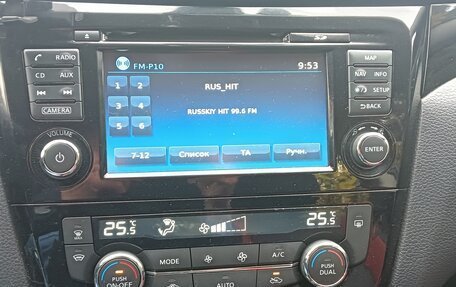 SD
RADIO
CD AUX
CAMERA
VOLUME
FM-P10 9:53
1 2
3 4
5 6
RUS_HIT
RUSSKIY HIT 99.6 FM
7-12 Список TA Ручн.
MAP
NAV INFO
SETUP
BACK
ENTER
25.5°C
25.5°C
MODE
A/C
PUSH ON·OFF
AUTO
PUSH DUAL